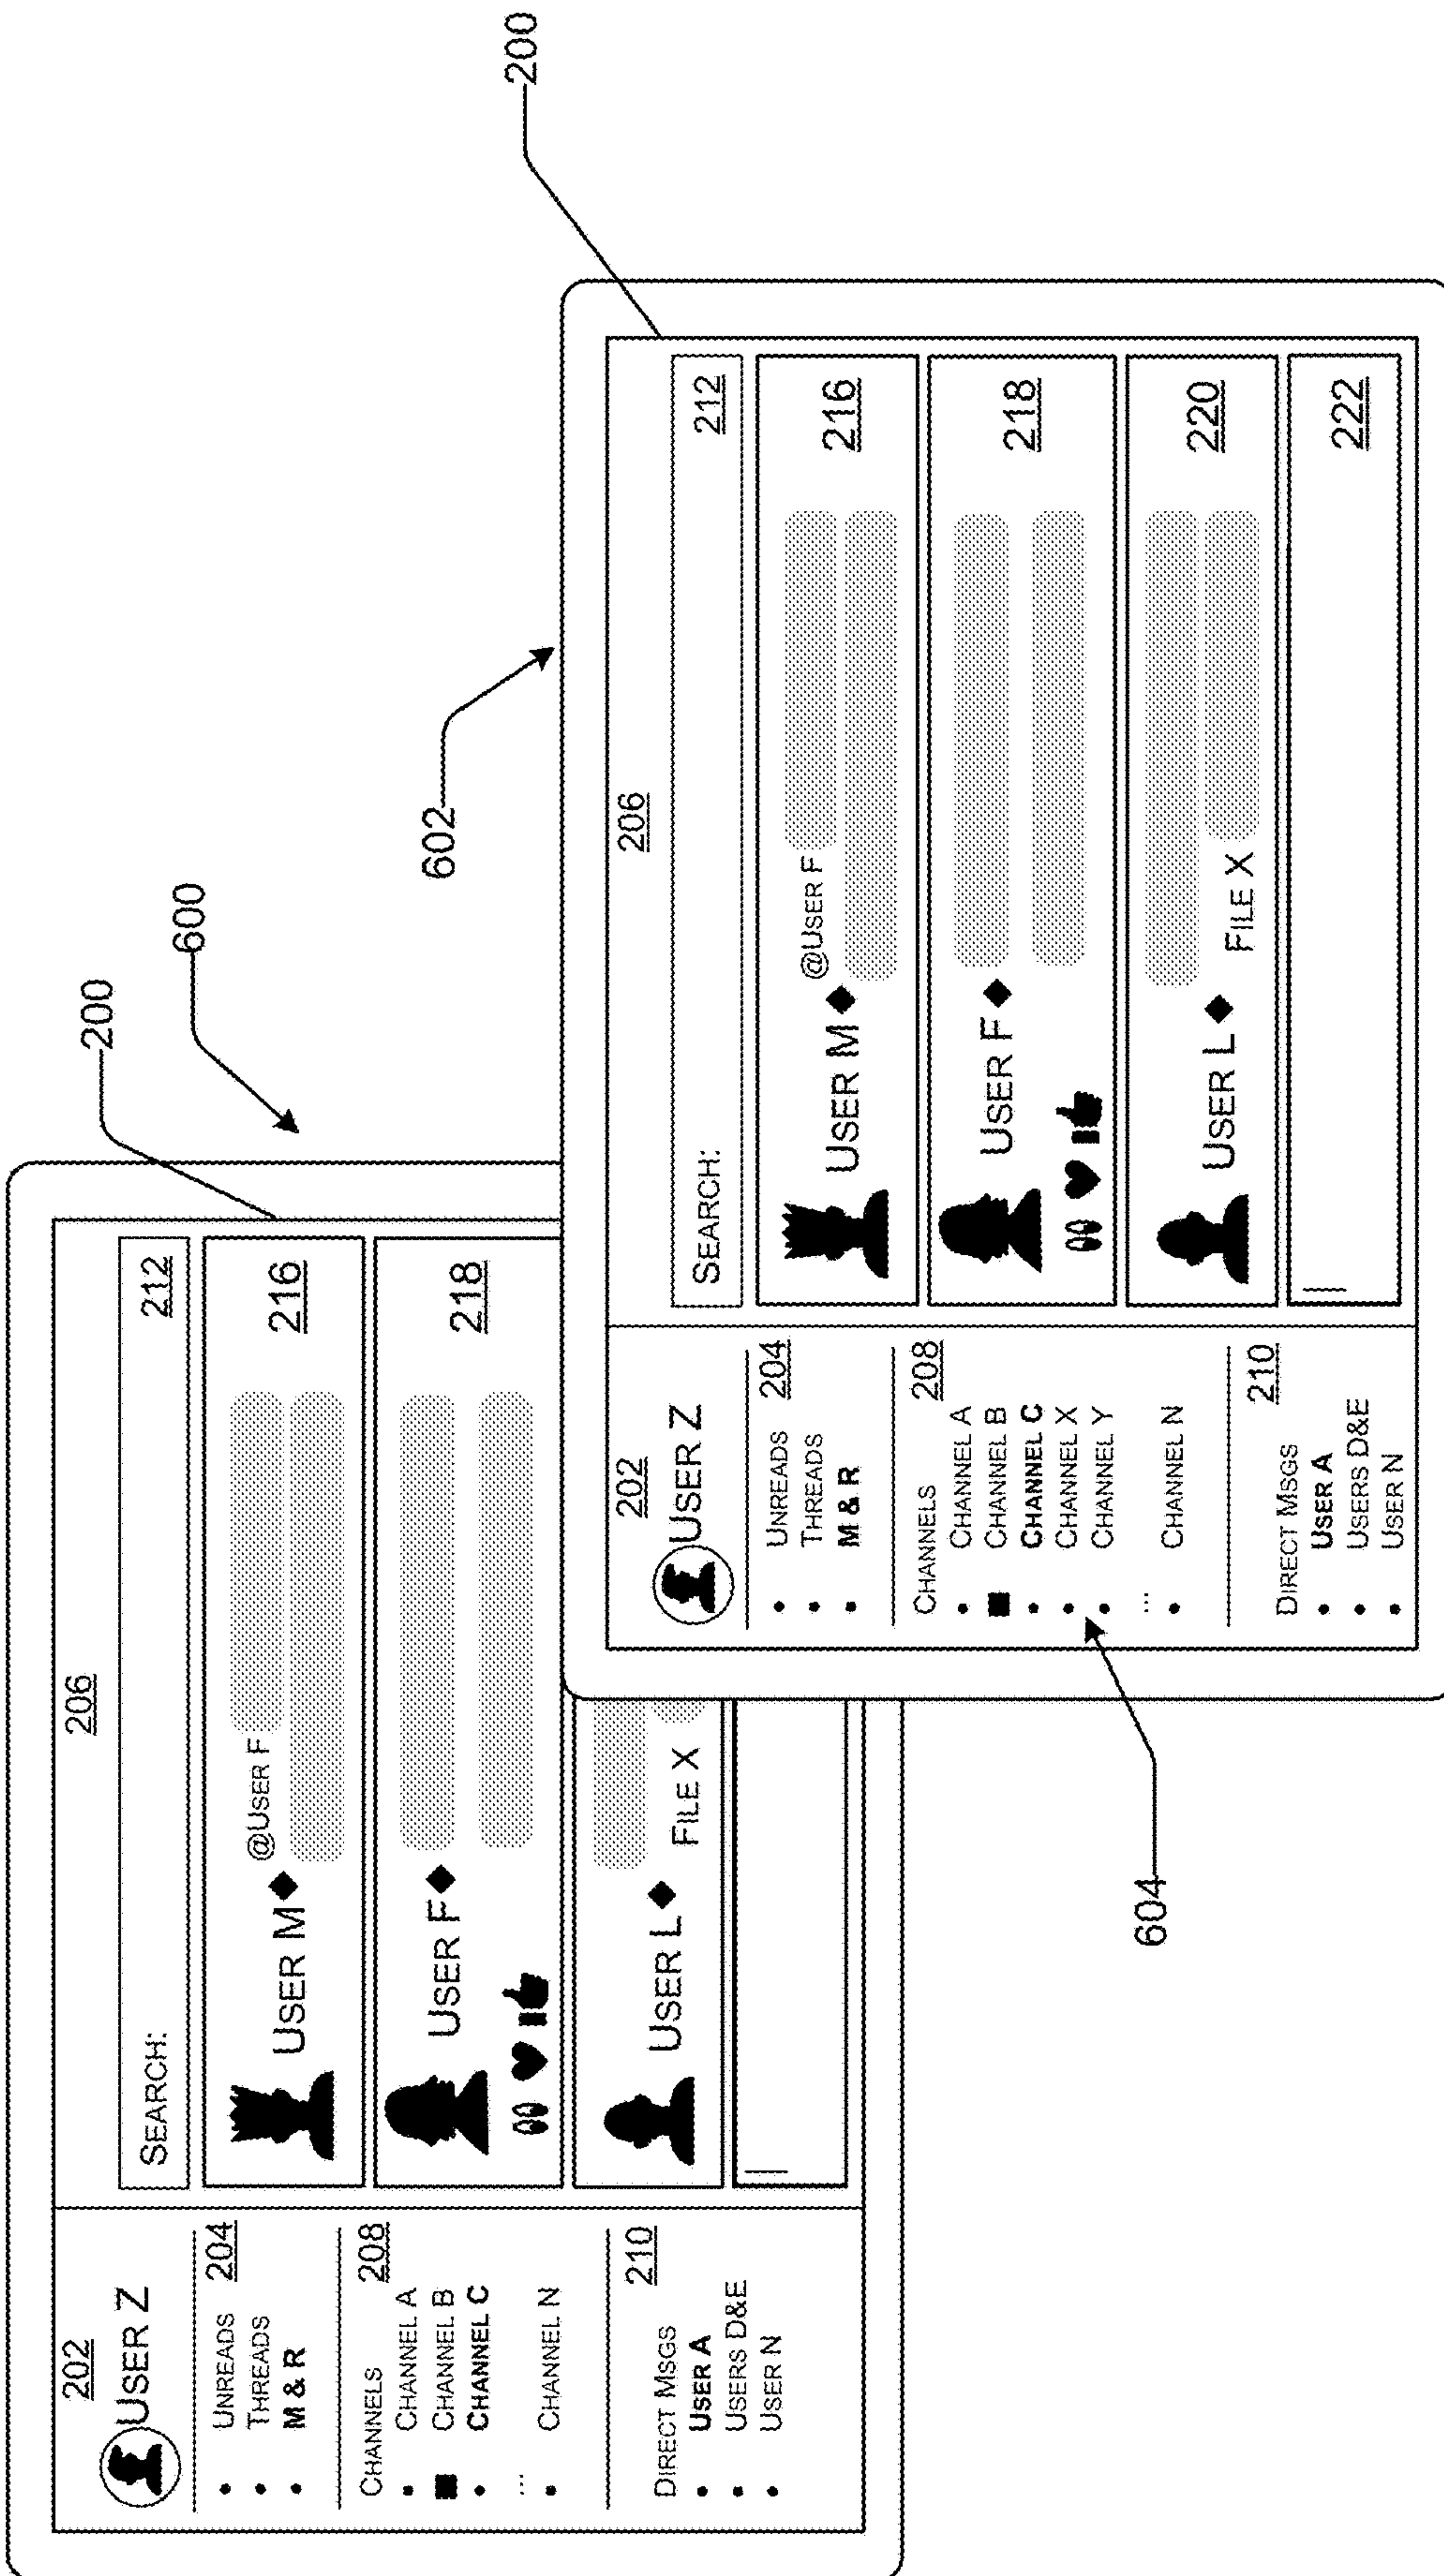 600
200
202
USER Z
UNREADS 204
THREADS
M & R
CHANNELS 208
CHANNEL A
CHANNEL B
CHANNEL C
...
CHANNEL N
DIRECT MSGS 210
USER A
USERS D&E
USER N
206
SEARCH: 212
USER M @USER F 216
USER F 218
USER L
FILE X
602
200
202
USER Z
UNREADS 204
THREADS
M & R
CHANNELS 208
CHANNEL A
CHANNEL B
CHANNEL C
CHANNEL X
CHANNEL Y
...
CHANNEL N
DIRECT MSGS 210
USER A
USERS D&E
USER N
206
SEARCH: 212
USER M @USER F 216
USER F 218
USER L 220
FILE X
222
604